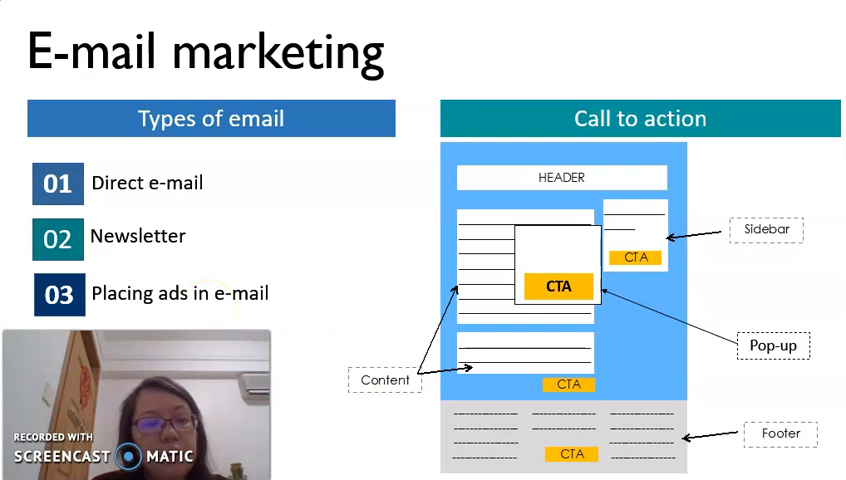 E-mail marketing
Types of email
01 Direct e-mail
02 Newsletter
03 Placing ads in e-mail
Call to action
HEADER
CTA
CTA
CTA
CTA
Sidebar
Pop-up
Content
Footer
RECORDED WITH
SCREENCAST MATIC